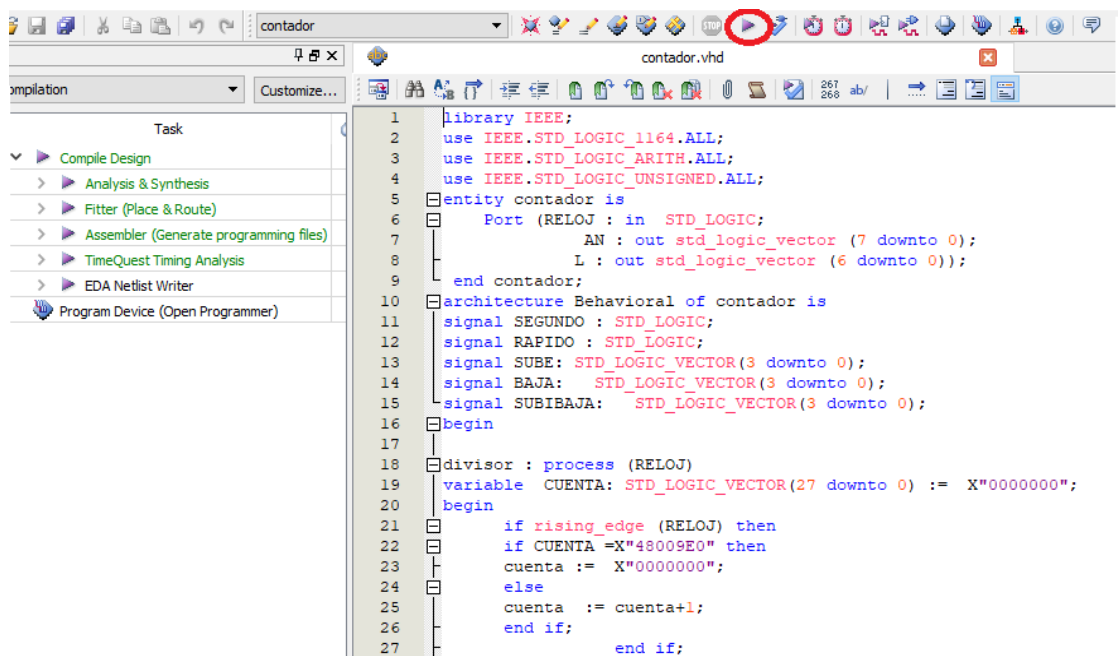 contador
STOP
contador.vhd
ompilation
Customize...
267
268
ab/
Task
Compile Design
Analysis & Synthesis
Fitter (Place & Route)
Assembler (Generate programming files)
TimeQuest Timing Analysis
EDA Netlist Writer
Program Device (Open Programmer)
1 library IEEE;
2 use IEEE.STD_LOGIC_1164.ALL;
3 use IEEE.STD_LOGIC_ARITH.ALL;
4 use IEEE.STD_LOGIC_UNSIGNED.ALL;
5 entity contador is
6 Port (RELOJ : in STD_LOGIC;
7 AN : out std_logic_vector (7 downto 0);
8 L : out std_logic_vector (6 downto 0));
9 end contador;
10 architecture Behavioral of contador is
11 signal SEGUNDO : STD_LOGIC;
12 signal RAPIDO : STD_LOGIC;
13 signal SUBE: STD_LOGIC_VECTOR(3 downto 0);
14 signal BAJA: STD_LOGIC_VECTOR(3 downto 0);
15 signal SUBIBAJA: STD_LOGIC_VECTOR(3 downto 0);
16 begin
17
18 divisor : process (RELOJ)
19 variable CUENTA: STD_LOGIC_VECTOR(27 downto 0) := X"0000000";
20 begin
21 if rising_edge (RELOJ) then
22 if CUENTA =X"48009E0" then
23 cuenta := X"0000000";
24 else
25 cuenta := cuenta+1;
26 end if;
27 end if;